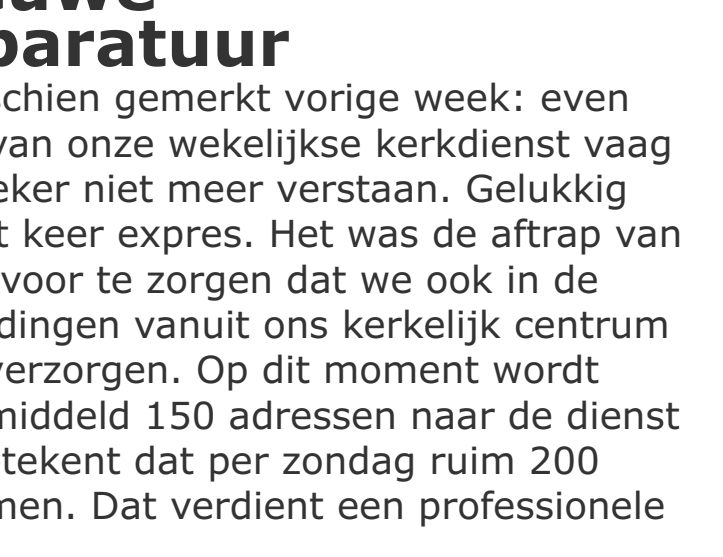 paratuur
schien gemerkt vorige week: even
van onze wekelijkse kerkdienst vaag
eker niet meer verstaan. Gelukkig
t keer expres. Het was de aftrap van
voor te zorgen dat we ook in de
dingen vanuit ons kerkelijk centrum
verzorgen. Op dit moment wordt
middeld 150 adressen naar de dienst
tekent dat per zondag ruim 200
men. Dat verdient een professionele